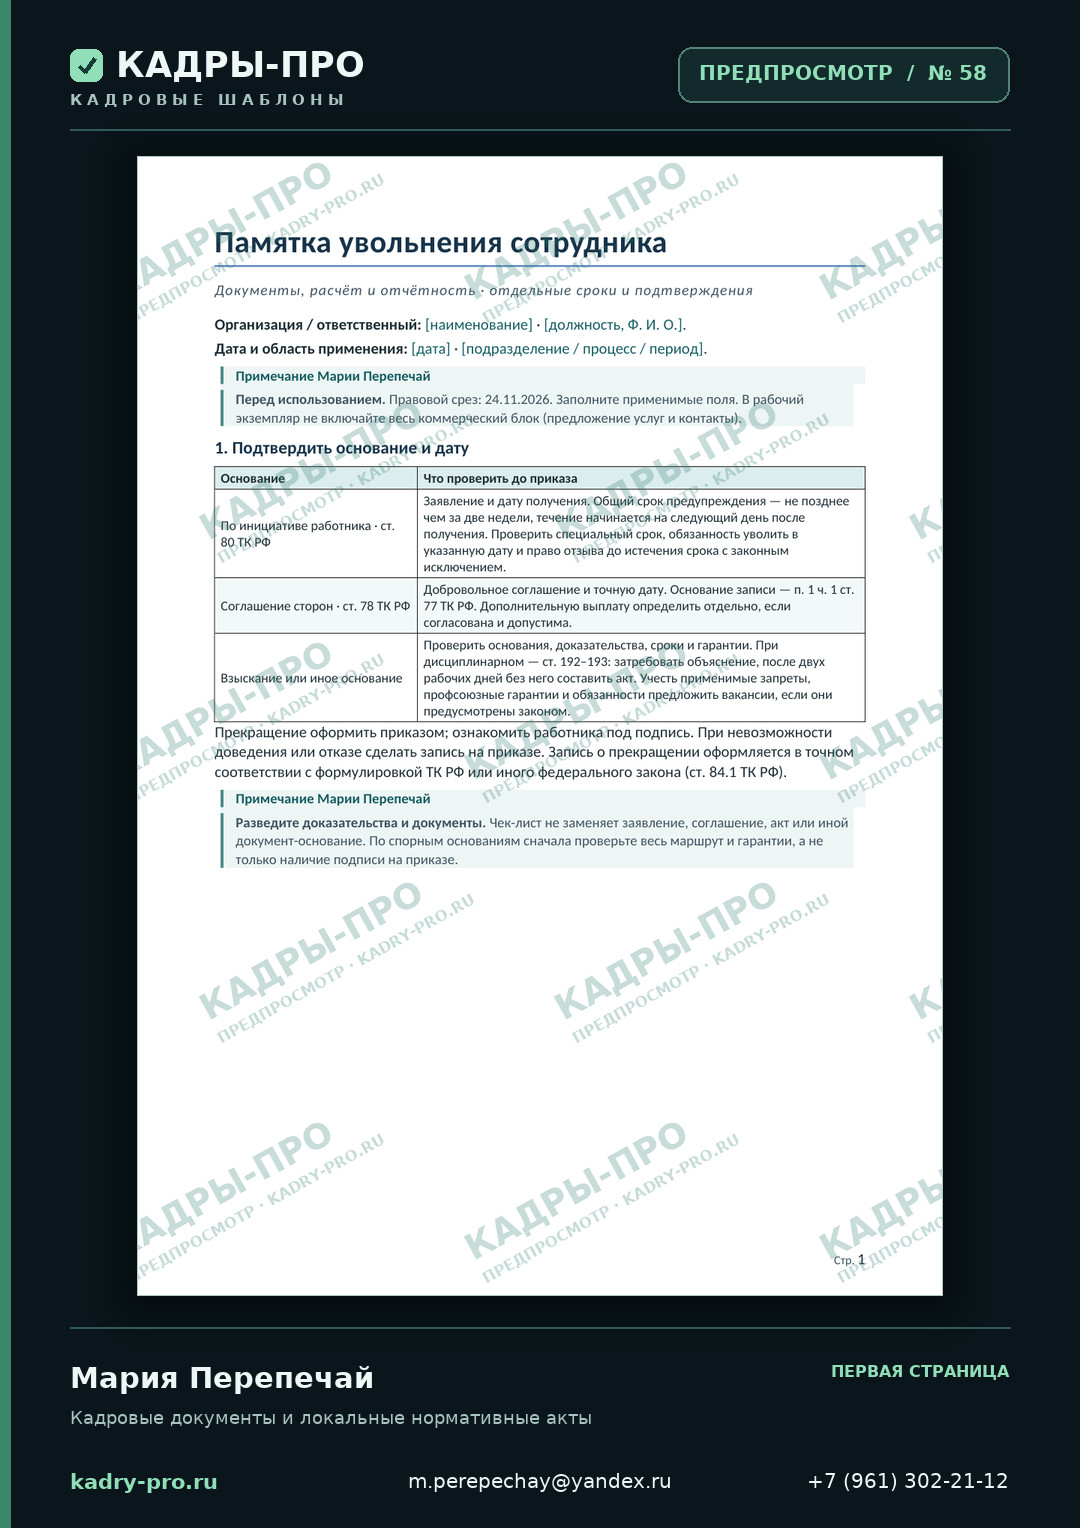 КАДРЫ-ПРО
КАДРОВЫЕ ШАБЛОНЫ
ПРЕДПРОСМОТР / № 58
Памятка увольнения сотрудника
Документы, расчёт и отчётность · отдельные сроки и подтверждения
Организация / ответственный: [наименование] · [должность, Ф. И. О.].
Дата и область применения: [дата] · [подразделение / процесс / период].
Примечание Марии Перепечай
Перед использованием. Правовой срез: 24.11.2026. Заполните применимые поля. В рабочий
экземпляр не включайте весь коммерческий блок (предложение услуг и контакты).
1. Подтвердить основание и дату
Основание
Что проверить до приказа
По инициативе работника · ст.
80 ТК РФ
Заявление и дату получения. Общий срок предупреждения — не позднее
чем за две недели, течение начинается на следующий день после
получения. Проверить специальный срок, обязанность уволить в
указанную дату и право отзыва до истечения срока с законным
исключением.
Соглашение сторон · ст. 78 ТК РФ
Добровольное соглашение и точную дату. Основание записи — п. 1 ч. 1 ст.
77 ТК РФ. Дополнительную выплату определить отдельно, если
согласована и допустима.
Взыскание или иное основание
Проверить основания, доказательства, сроки и гарантии. При
дисциплинарном — ст. 192–193: затребовать объяснение, после двух
рабочих дней без него составить акт. Учесть применимые запреты,
профсоюзные гарантии и обязанности предложить вакансии, если они
предусмотрены законом.
Прекращение оформить приказом; ознакомить работника под подпись. При невозможности
доведения или отказе сделать запись на приказе. Запись о прекращении оформляется в точном
соответствии с формулировкой ТК РФ или иного федерального закона (ст. 84.1 ТК РФ).
Примечание Марии Перепечай
Разведите доказательства и документы. Чек-лист не заменяет заявление, соглашение, акт или иной
документ-основание. По спорным основаниям сначала проверьте весь маршрут и гарантии, а не
только наличие подписи на приказе.
КАДРЫ-ПРО
ПРЕДПРОСМОТР · KADRY-PRO.RU
Стр. 1
Мария Перепечай
ПЕРВАЯ СТРАНИЦА
Кадровые документы и локальные нормативные акты
kadry-pro.ru
m.perepechay@yandex.ru
+7 (961) 302-21-12